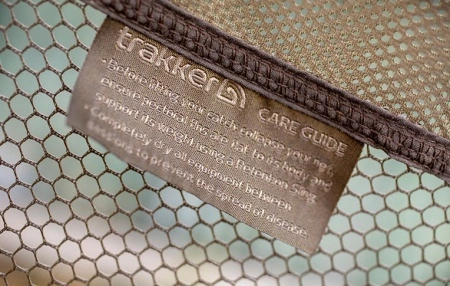 trakker CARE GUIDE
• Before lifting your catch, collapse your net,
ensure pectoral fins are flat to its body and
support its weight using a Retention Sling.
• Completely dry all equipment between
sessions to prevent the spread of disease.